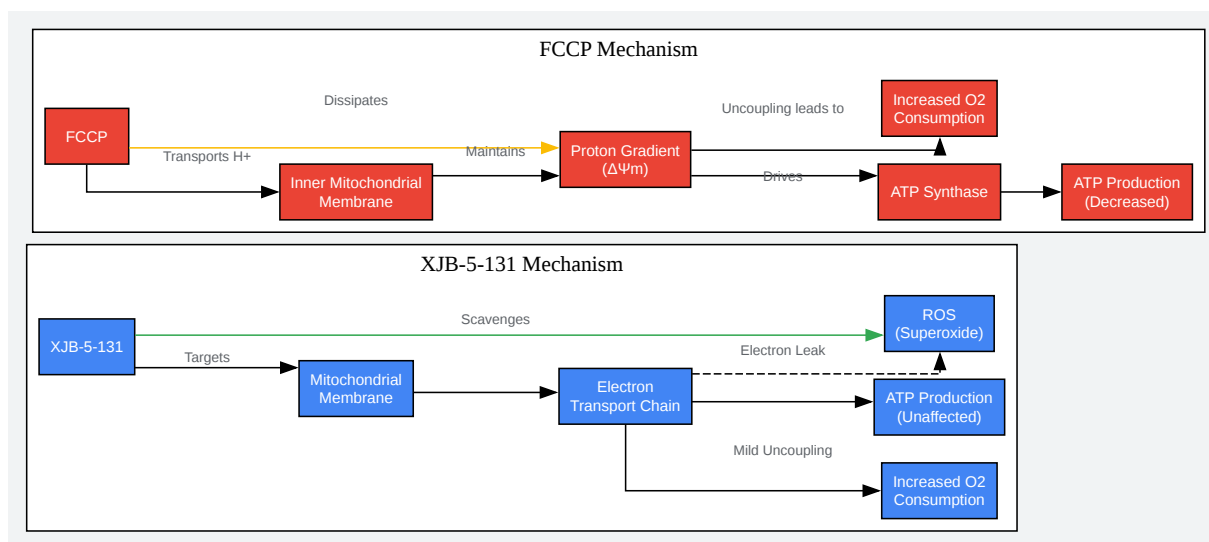 FCCP Mechanism
Dissipates
Uncoupling leads to
Increased O2
Consumption
FCCP
Transports H+
Maintains
Proton Gradient
(ΔΨm)
Drives
Inner Mitochondrial
Membrane
ATP Synthase
ATP Production
(Decreased)
XJB-5-131 Mechanism
Scavenges
ROS
(Superoxide)
XJB-5-131
Targets
Electron Leak
Mitochondrial
Membrane
Electron
Transport Chain
ATP Production
(Unaffected)
Mild Uncoupling
Increased O2
Consumption